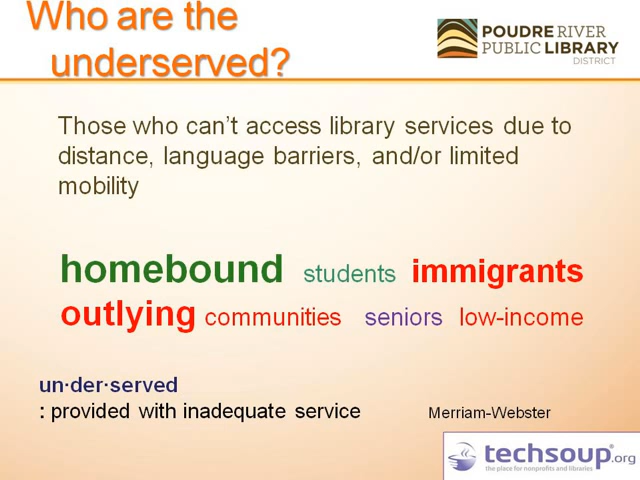 Who are the
underserved?
POUDRE RIVER
PUBLIC LIBRARY
DISTRICT
Those who can’t access library services due to
distance, language barriers, and/or limited
mobility
homebound students immigrants
outlying communities seniors low-income
un·der·served
: provided with inadequate service Merriam-Webster
techsoup.org
the place for nonprofits and libraries